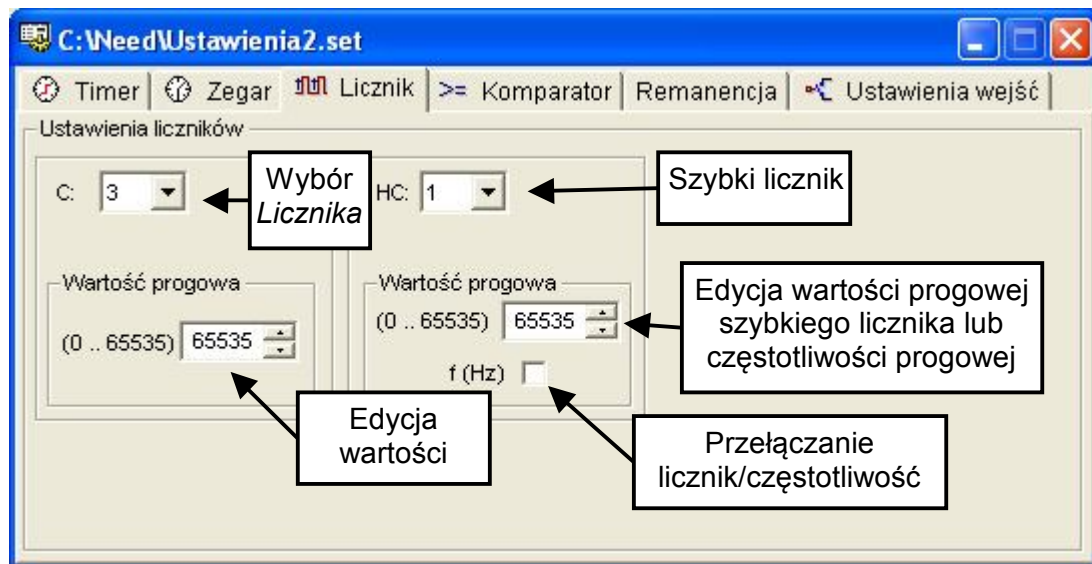 C:\Need\Ustawienia2.set
Timer Zegar Licznik >= Komparator Remanencja Ustawienia wejść
Ustawienia liczników
C: 3
Wybór
Licznika
HC: 1
Szybki licznik
Wartość progowa
(0 .. 65535) 65535
Wartość progowa
(0 .. 65535) 65535
f (Hz)
Edycja wartości progowej
szybkiego licznika lub
częstotliwości progowej
Edycja
wartości
Przełączanie
licznik/częstotliwość